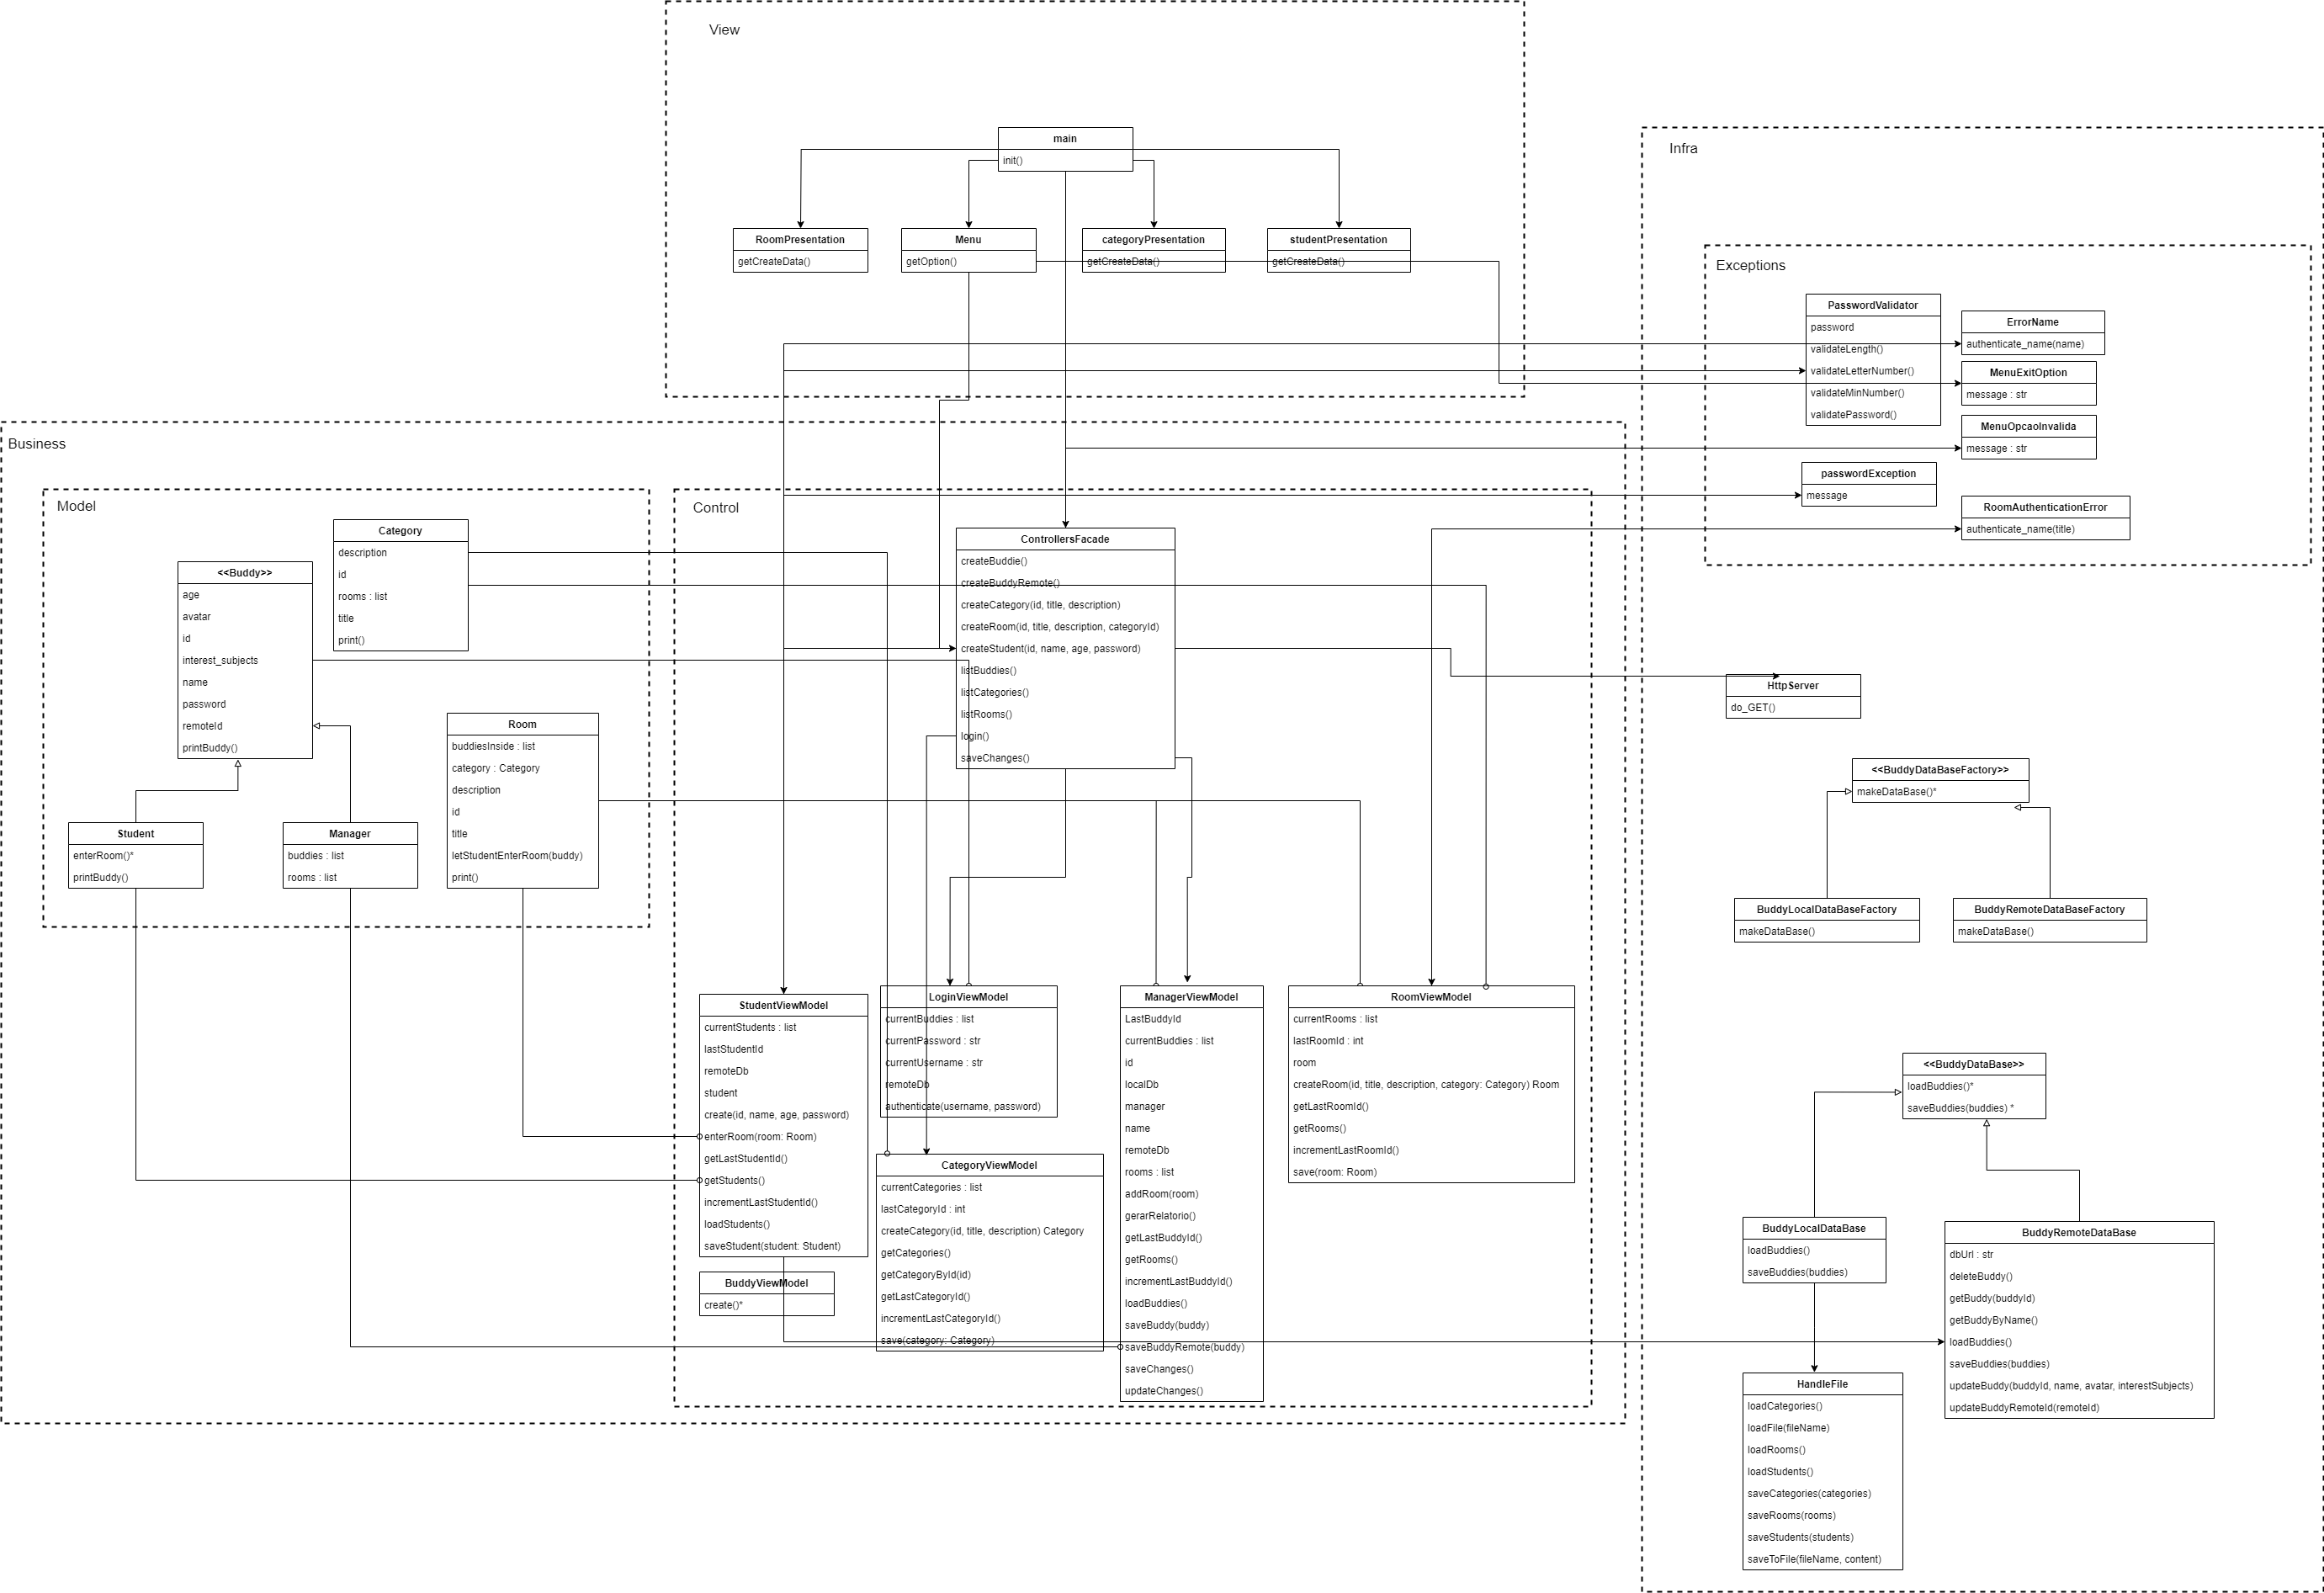 View
main
init()
RoomPresentation
getCreateData()
Menu
getOption()
categoryPresentation
getCreateData()
studentPresentation
getCreateData()
Infra
Exceptions
PasswordValidator
password
validateLength()
validateLetterNumber()
validateMinNumber()
validatePassword()
ErrorName
authenticate_name(name)
MenuExitOption
message : str
MenuOpcaoInvalida
message : str
passwordException
message
RoomAuthenticationError
authenticate_name(title)
Business
Model
Category
description
id
rooms : list
title
print()
<<Buddy>>
age
avatar
id
interest_subjects
name
password
remoteId
printBuddy()
Room
buddiesInside : list
category : Category
description
id
title
letStudentEnterRoom(buddy)
print()
Student
enterRoom()*
printBuddy()
Manager
buddies : list
rooms : list
Control
ControllersFacade
createBuddie()
createBuddyRemote()
createCategory(id, title, description)
createRoom(id, title, description, categoryId)
createStudent(id, name, age, password)
listBuddies()
listCategories()
listRooms()
login()
saveChanges()
StudentViewModel
currentStudents : list
lastStudentId
remoteDb
student
create(id, name, age, password)
enterRoom(room: Room)
getLastStudentId()
getStudents()
incrementLastStudentId()
loadStudents()
saveStudent(student: Student)
BuddyViewModel
create()*
LoginViewModel
currentBuddies : list
currentPassword : str
currentUsername : str
remoteDb
authenticate(username, password)
CategoryViewModel
currentCategories : list
lastCategoryId : int
createCategory(id, title, description) Category
getCategories()
getCategoryById(id)
getLastCategoryId()
incrementLastCategoryId()
save(category: Category)
ManagerViewModel
LastBuddyId
currentBuddies : list
id
localDb
manager
name
remoteDb
rooms : list
addRoom(room)
gerarRelatorio()
getLastBuddyId()
getRooms()
incrementLastBuddyId()
loadBuddies()
saveBuddy(buddy)
saveBuddyRemote(buddy)
saveChanges()
updateChanges()
RoomViewModel
currentRooms : list
lastRoomId : int
room
createRoom(id, title, description, category: Category) Room
getLastRoomId()
getRooms()
incrementLastRoomId()
save(room: Room)
HttpServer
do_GET()
<<BuddyDataBaseFactory>>
makeDataBase()*
BuddyLocalDataBaseFactory
makeDataBase()
BuddyRemoteDataBaseFactory
makeDataBase()
<<BuddyDataBase>>
loadBuddies()*
saveBuddies(buddies) *
BuddyLocalDataBase
loadBuddies()
saveBuddies(buddies)
BuddyRemoteDataBase
dbUrl : str
deleteBuddy()
getBuddy(buddyId)
getBuddyByName()
loadBuddies()
saveBuddies(buddies)
updateBuddy(buddyId, name, avatar, interestSubjects)
updateBuddyRemoteId(remoteId)
HandleFile
loadCategories()
loadFile(fileName)
loadRooms()
loadStudents()
saveCategories(categories)
saveRooms(rooms)
saveStudents(students)
saveToFile(fileName, content)